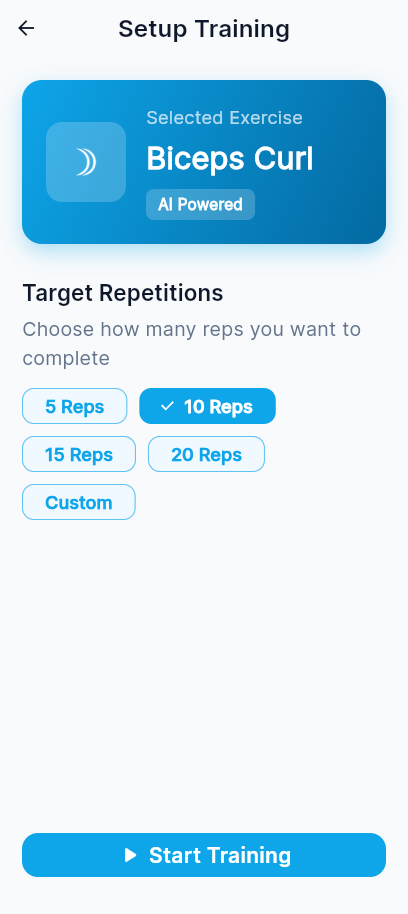 Setup Training
Selected Exercise
Biceps Curl
AI Powered
Target Repetitions
Choose how many reps you want to
complete
5 Reps
10 Reps
15 Reps
20 Reps
Custom
Start Training